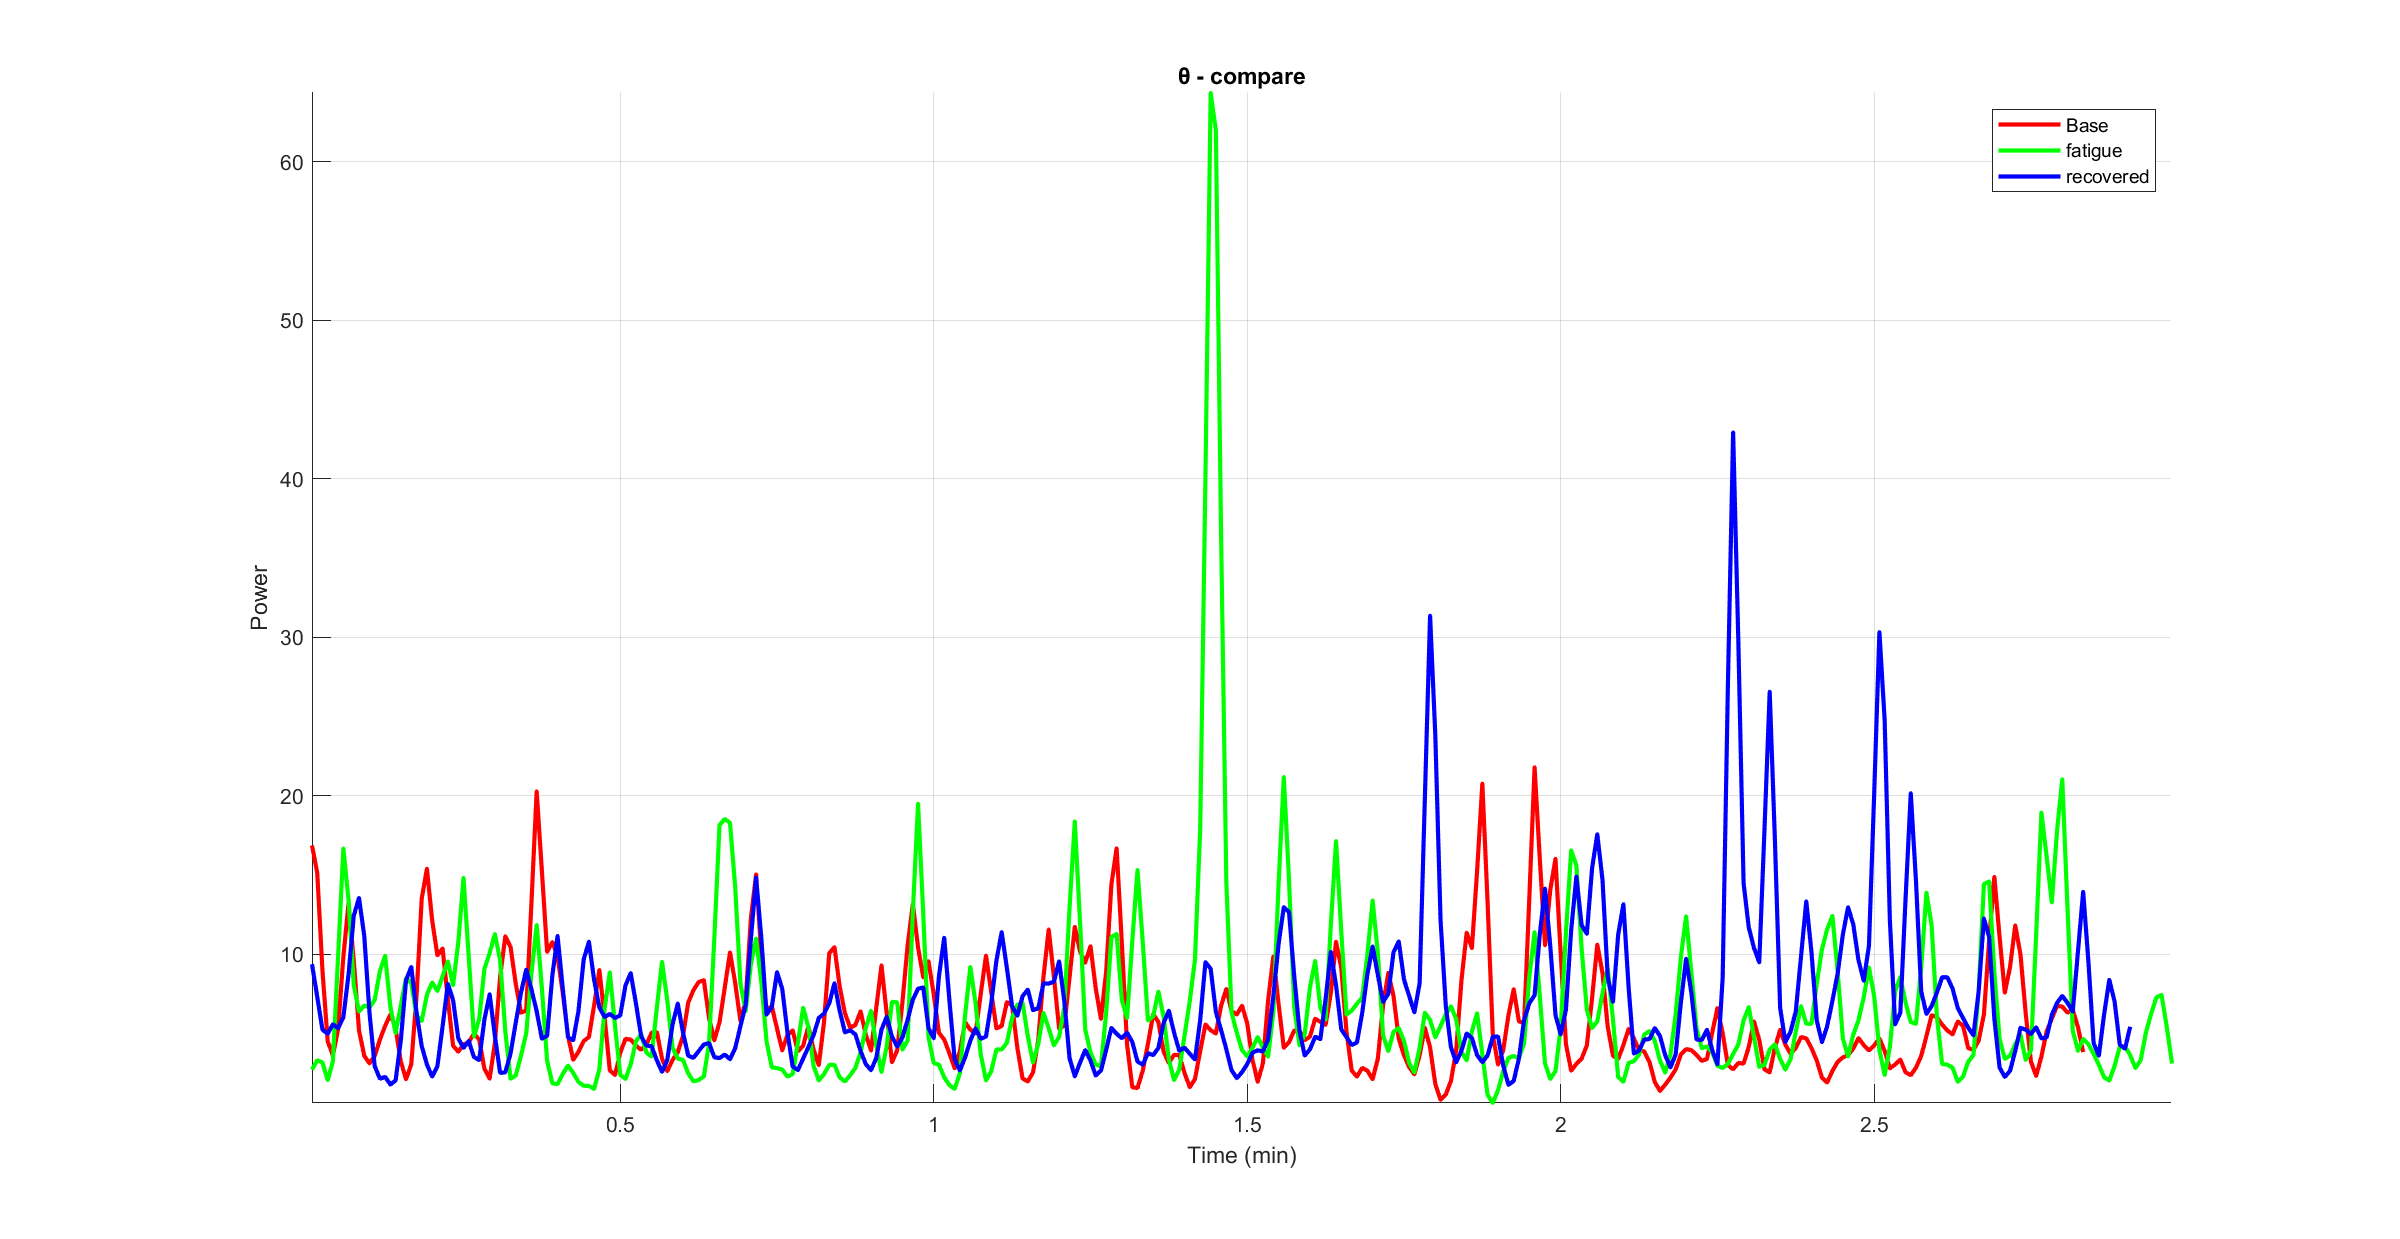 θ - compare
Base
fatigue
recovered
60
50
40
30
20
10
Power
0.5 1 1.5 2 2.5
Time (min)